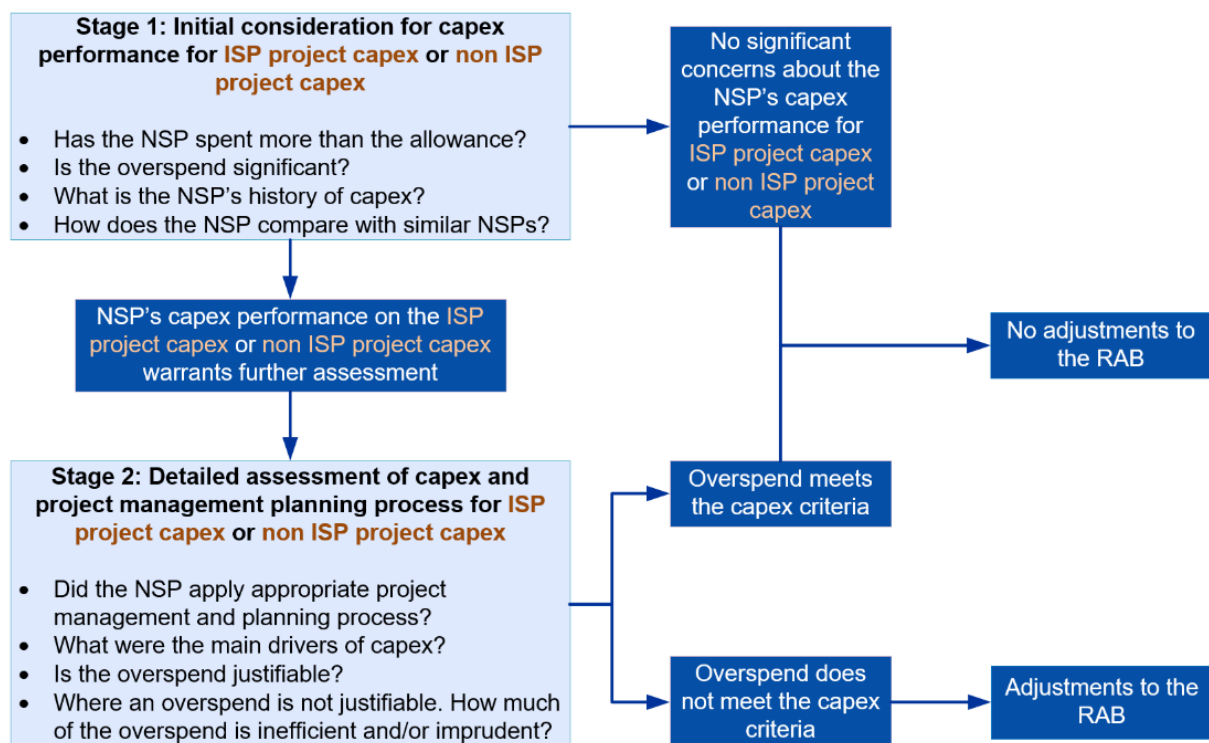 Stage 1: Initial consideration for capex
performance for ISP project capex or non ISP
project capex
• Has the NSP spent more than the allowance?
• Is the overspend significant?
• What is the NSP’s history of capex?
• How does the NSP compare with similar NSPs?
No significant
concerns about the
NSP’s capex
performance for
ISP project capex
or non ISP project
capex
NSP’s capex performance on the ISP
project capex or non ISP project capex
warrants further assessment
No adjustments to
the RAB
Stage 2: Detailed assessment of capex and
project management planning process for ISP
project capex or non ISP project capex
• Did the NSP apply appropriate project
management and planning process?
• What were the main drivers of capex?
• Is the overspend justifiable?
• Where an overspend is not justifiable. How much
of the overspend is inefficient and/or imprudent?
Overspend meets
the capex criteria
Overspend does
not meet the capex
criteria
Adjustments to the
RAB